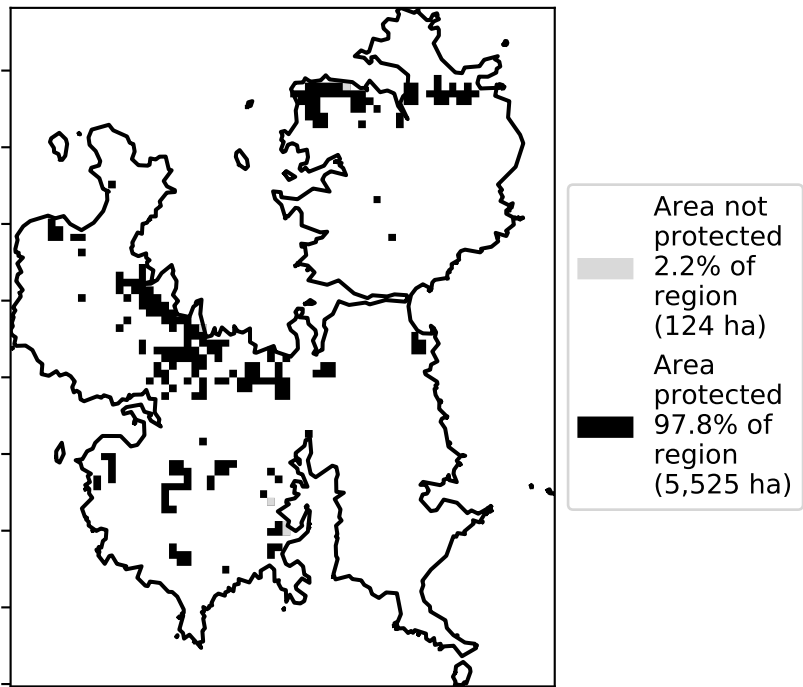 Area not
protected
2.2% of
region
(124 ha)
Area
protected
97.8% of
region
(5,525 ha)